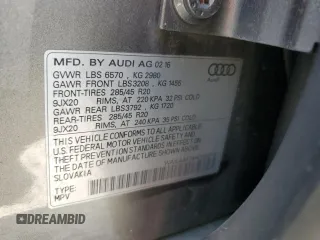 MFD. BY AUDI AG 02 16
GVWR LBS 6570 , KG 2980
GAWR FRONT LBS3208 , KG 1455
FRONT-TIRES 285/45 R20
9JX20 RIMS, AT 220 KPA 32 PSI COLD
GAWR REAR LBS3792 , KG 1720
REAR-TIRES 285/45 R20
9JX20 RIMS, AT 240 KPA 35 PSI COLD
THIS VEHICLE CONFORMS TO ALL APPLICABLE
U.S. FEDERAL MOTOR VEHICLE SAFETY AND
THEFT PREVENTION STANDARDS IN EFFECT ON
THE DATE OF MANUFACTURE SHOWN ABOVE
SLOVAKIA
TYPE:
MPV
DREAMBID
DREAMBID.COM